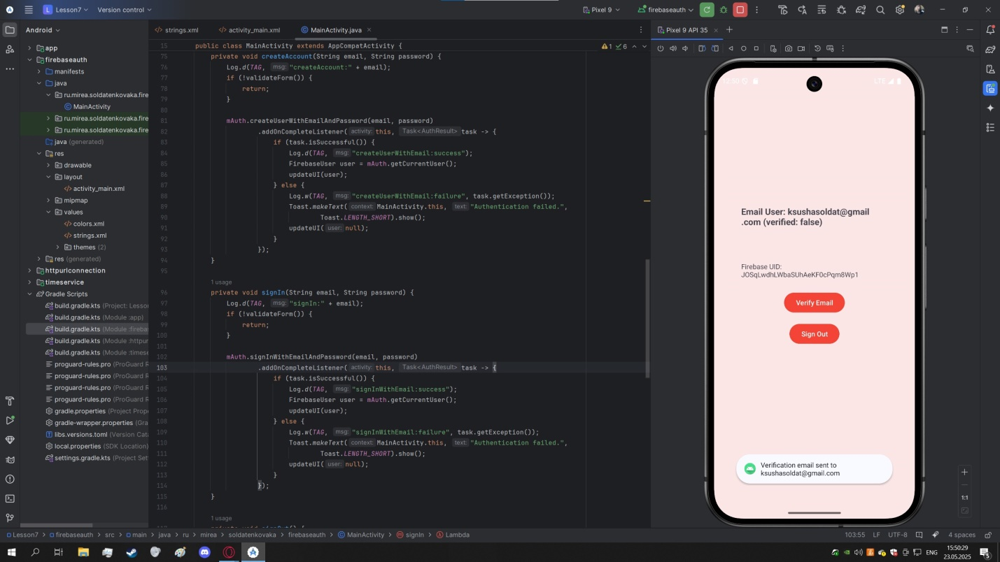 L Lesson7
Version control
Pixel 9
firebaseauth
Android
strings.xml
activity_main.xml
MainActivity.java
Pixel 9 API 35
app
firebaseauth
manifests
java
ru.mirea.soldatenkovaka.fire
MainActivity
ru.mirea.soldatenkovaka.fire
ru.mirea.soldatenkovaka.fire
java (generated)
res
drawable
layout
activity_main.xml
mipmap
values
colors.xml
strings.xml
themes (2)
res (generated)
httpurlconnection
timeservice
Gradle Scripts
build.gradle.kts (Project: Lesson
build.gradle.kts (Module :app)
build.gradle.kts (Module :fireba
build.gradle.kts (Module :httpur
build.gradle.kts (Module :timese
proguard-rules.pro (ProGuard R
proguard-rules.pro (ProGuard R
proguard-rules.pro (ProGuard R
proguard-rules.pro (ProGuard R
gradle.properties (Project Prop
gradle-wrapper.properties (Gra
libs.versions.toml (Version Cata
local.properties (SDK Location)
settings.gradle.kts (Project Set
1 6
15 public class MainActivity extends AppCompatActivity {
75 private void createAccount(String email, String password) {
76 Log.d(TAG, msg: "createAccount:" + email);
77 if (!validateForm()) {
78 return;
79 }
80
81 mAuth.createUserWithEmailAndPassword(email, password)
82 .addOnCompleteListener( activity: this, Task<AuthResult> task -> {
83 if (task.isSuccessful()) {
84 Log.d(TAG, msg: "createUserWithEmail:success");
85 FirebaseUser user = mAuth.getCurrentUser();
86 updateUI(user);
87 } else {
88 Log.w(TAG, msg: "createUserWithEmail:failure", task.getException());
89 Toast.makeText( context: MainActivity.this, text: "Authentication failed.",
90 Toast.LENGTH_SHORT).show();
91 updateUI( user: null);
92 }
93 });
94 }
95
1 usage
96 private void signIn(String email, String password) {
97 Log.d(TAG, msg: "signIn:" + email);
98 if (!validateForm()) {
99 return;
100 }
101
102 mAuth.signInWithEmailAndPassword(email, password)
103 .addOnCompleteListener( activity: this, Task<AuthResult> task -> {
104 if (task.isSuccessful()) {
105 Log.d(TAG, msg: "signInWithEmail:success");
106 FirebaseUser user = mAuth.getCurrentUser();
107 updateUI(user);
108 } else {
109 Log.w(TAG, msg: "signInWithEmail:failure", task.getException());
110 Toast.makeText( context: MainActivity.this, text: "Authentication failed.",
111 Toast.LENGTH_SHORT).show();
112 updateUI( user: null);
113 }
114 });
115 }
116
1 usage
LTE
Email User: ksushasoldat@gmail
.com (verified: false)
Firebase UID:
JOSqLwdhLWbaSUhAeKF0cPqm8Wp1
Verify Email
Sign Out
Verification email sent to
ksushasoldat@gmail.com
1:1
Lesson7 > firebaseauth > src > main > java > ru > mirea > soldatenkovaka > firebaseauth > MainActivity > signIn > Lambda
103:55 LF UTF-8 4 spaces
ENG
15:50:29
23.05.2025
5